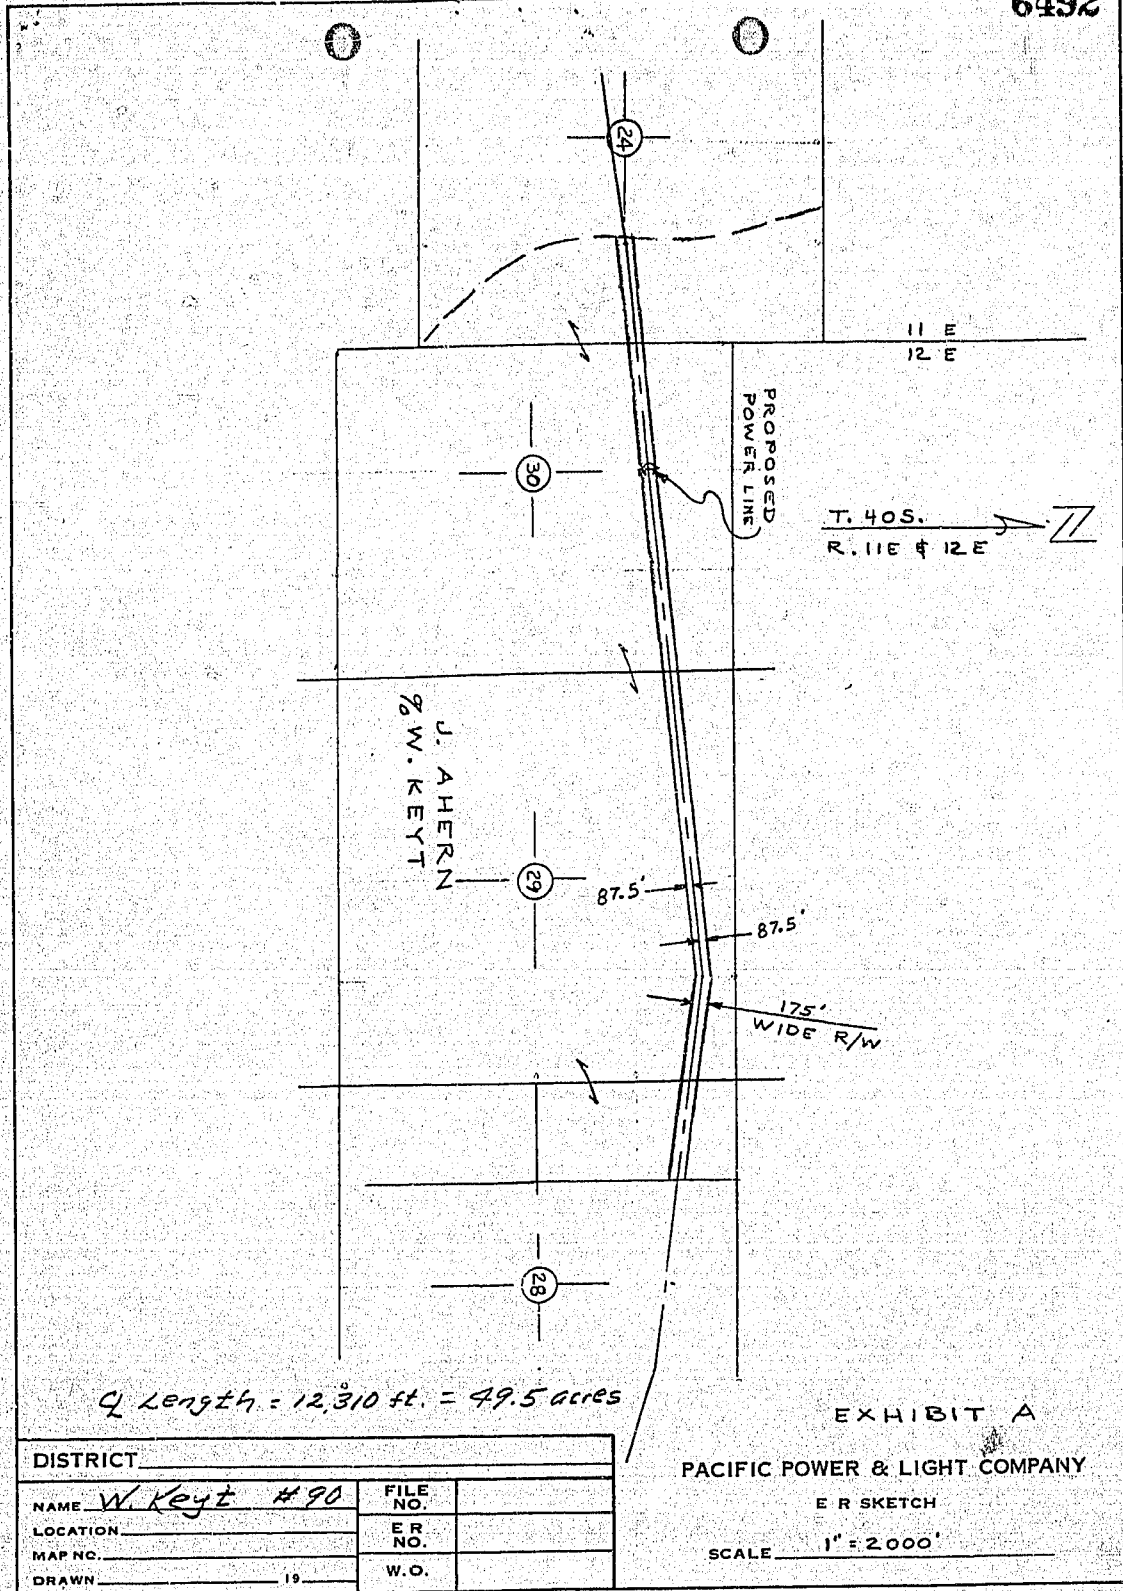 6492
24
11 E
12 E
PROPOSED
POWER LINE
30
T. 40S.
R. 11E & 12E
N
J. AHERN
% W. KEYT
29
87.5'
87.5'
175'
WIDE R/W
28
℄ Length = 12,310 ft. = 49.5 acres
EXHIBIT A
DISTRICT
NAME W. Keyt #90
FILE NO.
LOCATION
E R NO.
MAP NO.
DRAWN 19
W.O.
PACIFIC POWER & LIGHT COMPANY
E R SKETCH
SCALE 1" = 2000'